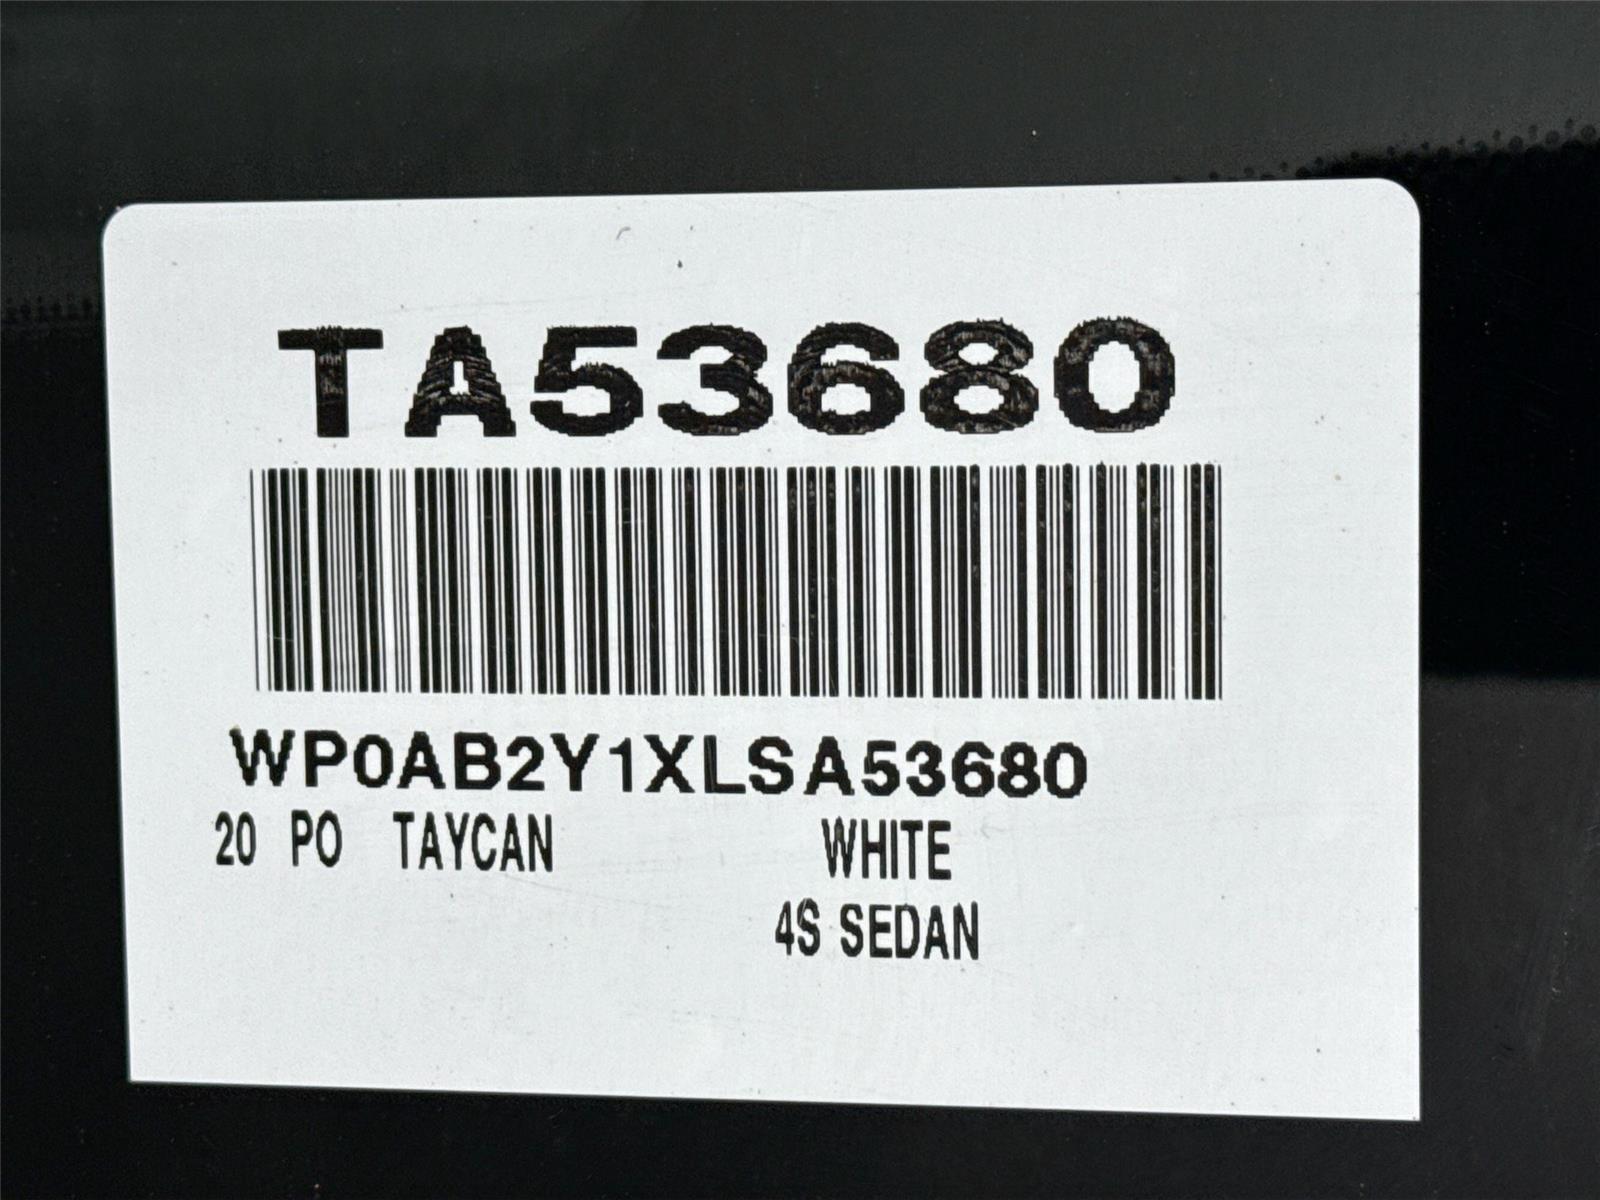 TA53680
WP0AB2Y1XLSA53680
20 PO TAYCAN WHITE
4S SEDAN